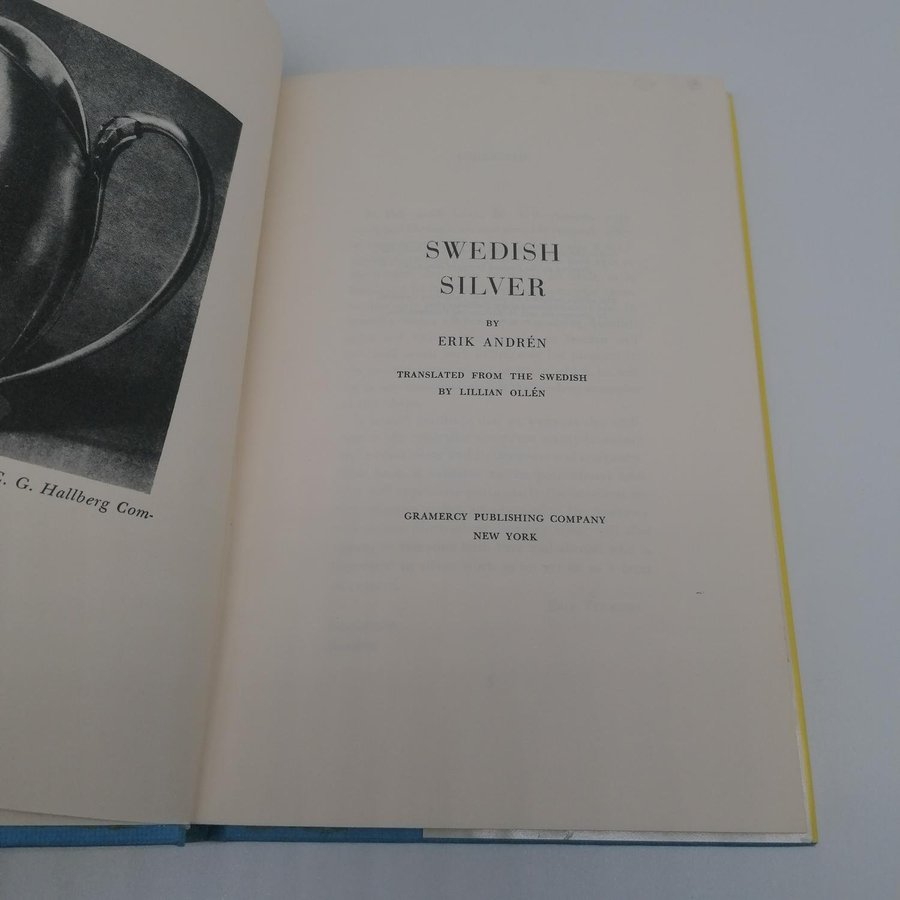 G. Hallberg Com-
SWEDISH
SILVER
BY
ERIK ANDRÉN
TRANSLATED FROM THE SWEDISH
BY LILLIAN OLLÉN
GRAMERCY PUBLISHING COMPANY
NEW YORK